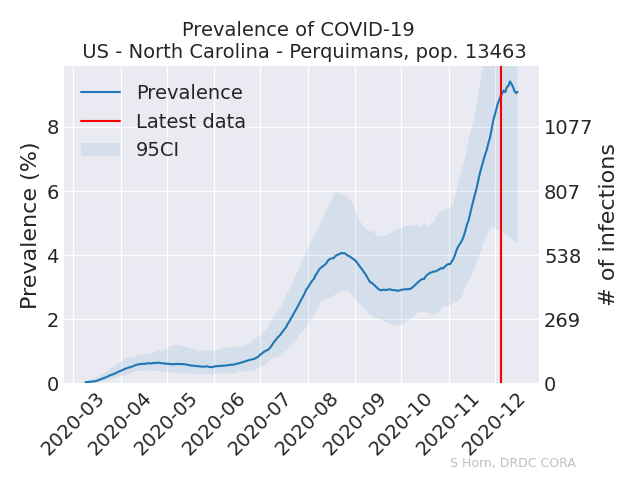 Prevalence of COVID-19
US - North Carolina - Perquimans, pop. 13463
Prevalence
Latest data
95CI
Prevalence (%)
8
6
4
2
0
1077
807
538
269
0
# of infections
2020-03
2020-04
2020-05
2020-06
2020-07
2020-08
2020-09
2020-10
2020-11
2020-12
S Horn, DRDC CORA